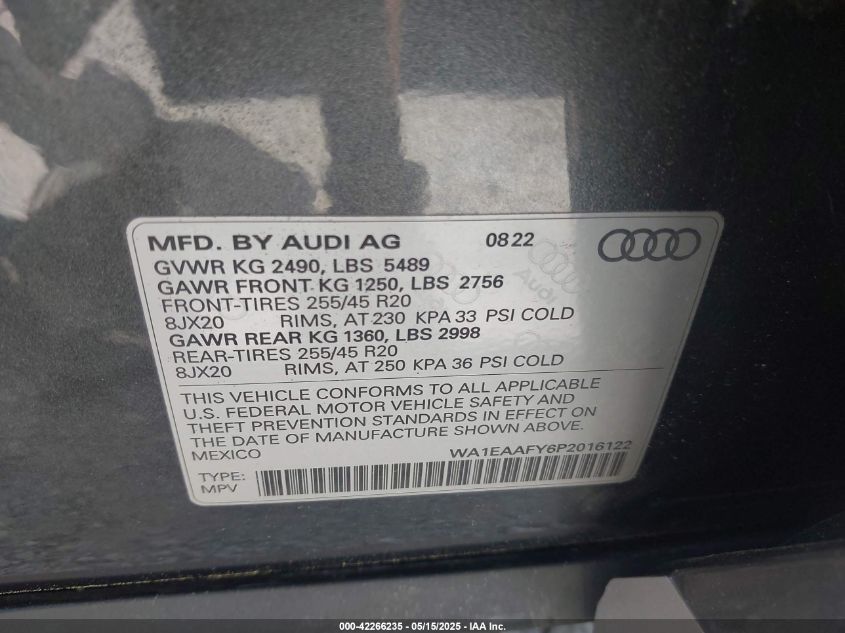 MFD. BY AUDI AG 08 22
GVWR KG 2490, LBS 5489
GAWR FRONT KG 1250, LBS 2756
FRONT-TIRES 255/45 R20
8JX20 RIMS, AT 230 KPA 33 PSI COLD
GAWR REAR KG 1360, LBS 2998
REAR-TIRES 255/45 R20
8JX20 RIMS, AT 250 KPA 36 PSI COLD
THIS VEHICLE CONFORMS TO ALL APPLICABLE
U.S. FEDERAL MOTOR VEHICLE SAFETY AND
THEFT PREVENTION STANDARDS IN EFFECT ON
THE DATE OF MANUFACTURE SHOWN ABOVE.
MEXICO WA1EAAFY6P2016122
TYPE:
MPV
000-42266235 - 05/15/2025 - IAA Inc.